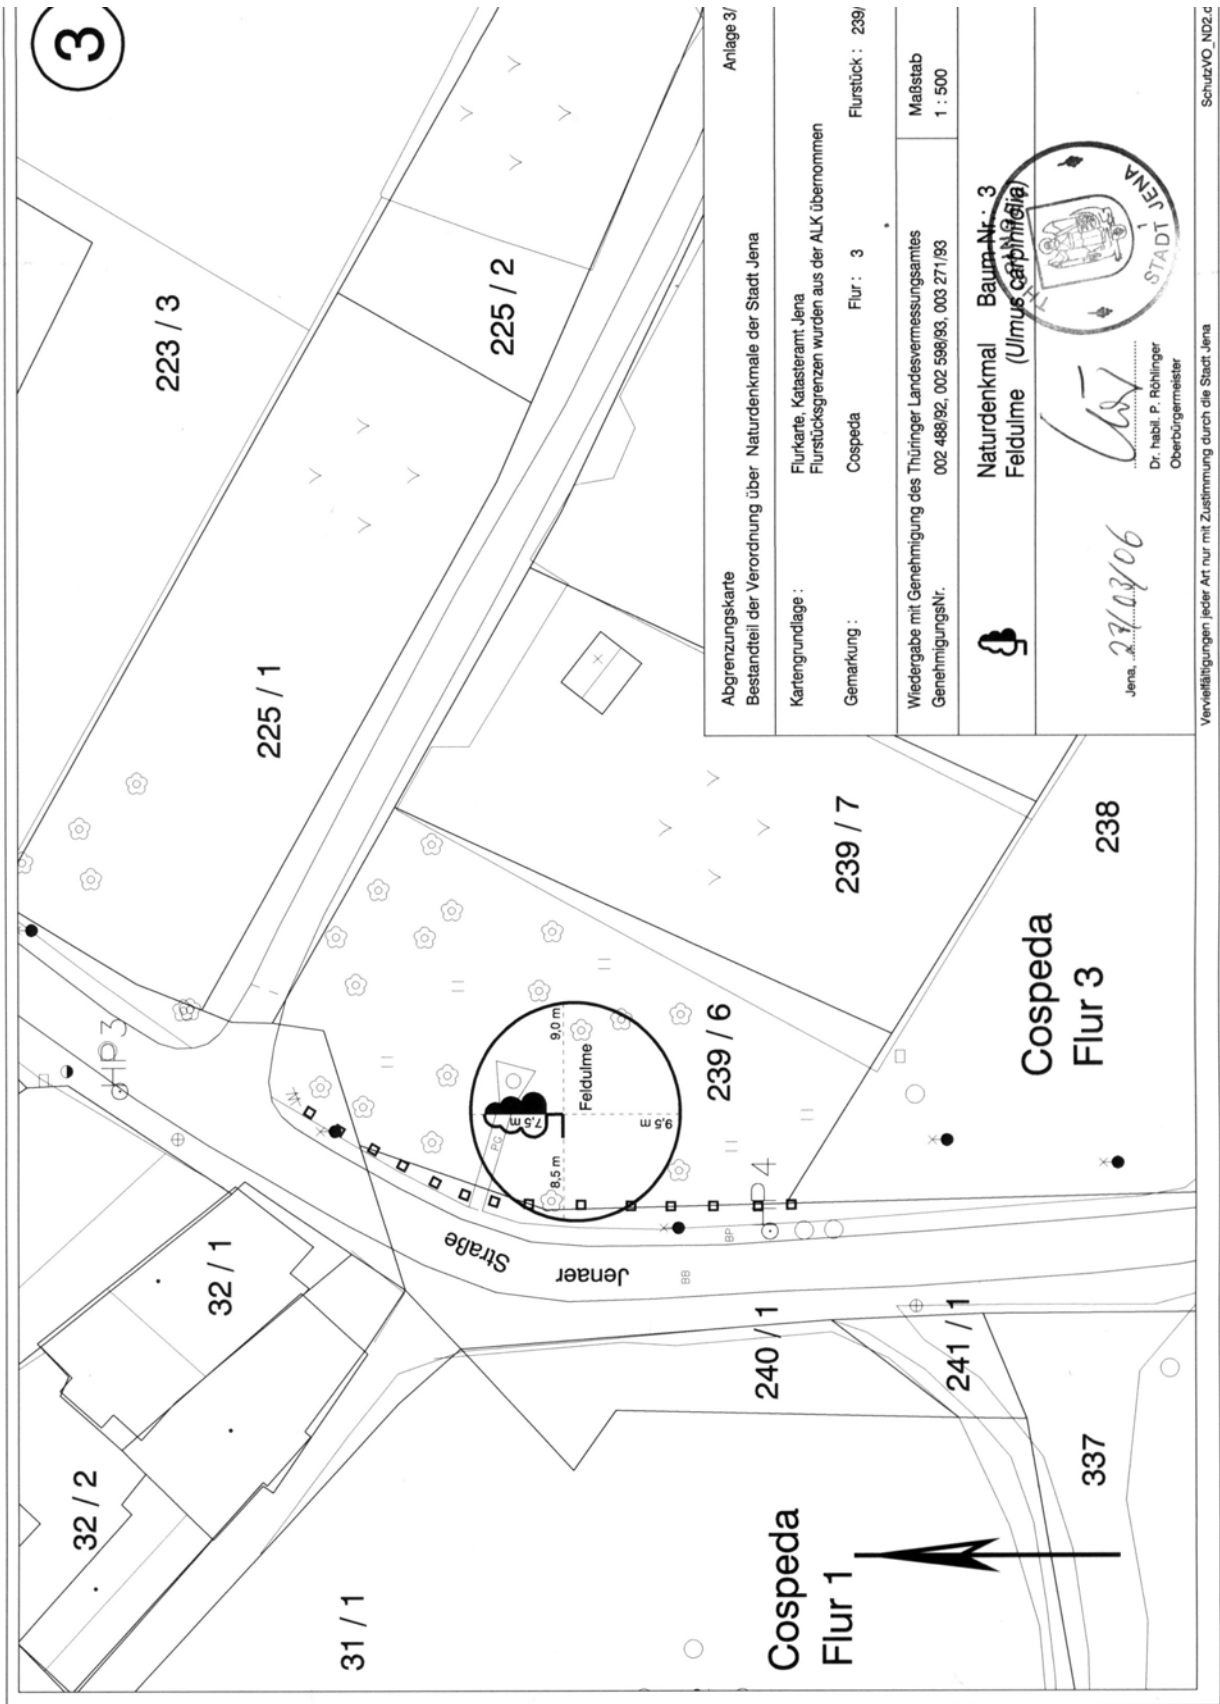 3
223 / 3
225 / 2
225 / 1
HP 3
W
PG
9,0 m
7,5 m
Feldulme
8,5 m
9,5 m
239 / 6
239 / 7
238
Cospeda
Flur 3
32 / 1
32 / 2
31 / 1
Jenaer Straße
BP
BB
240 / 1
241 / 1
337
Cospeda
Flur 1
Abgrenzungskarte Anlage 3/
Bestandteil der Verordnung über Naturdenkmale der Stadt Jena
Kartengrundlage : Flurkarte, Katasteramt Jena
Flurstücksgrenzen wurden aus der ALK übernommen
Gemarkung : Cospeda Flur : 3 Flurstück : 239/
Wiedergabe mit Genehmigung des Thüringer Landesvermessungsamtes
GenehmigungsNr. 002 488/92, 002 598/93, 003 271/93
Maßstab
1 : 500
Naturdenkmal Baum-Nr.: 3
Feldulme (Ulmus carpinifolia)
STADT JENA
1
Jena, 27/03/06
Dr. habil. P. Röhlinger
Oberbürgermeister
Vervielfältigungen jeder Art nur mit Zustimmung durch die Stadt Jena
SchutzVO_ND2.d